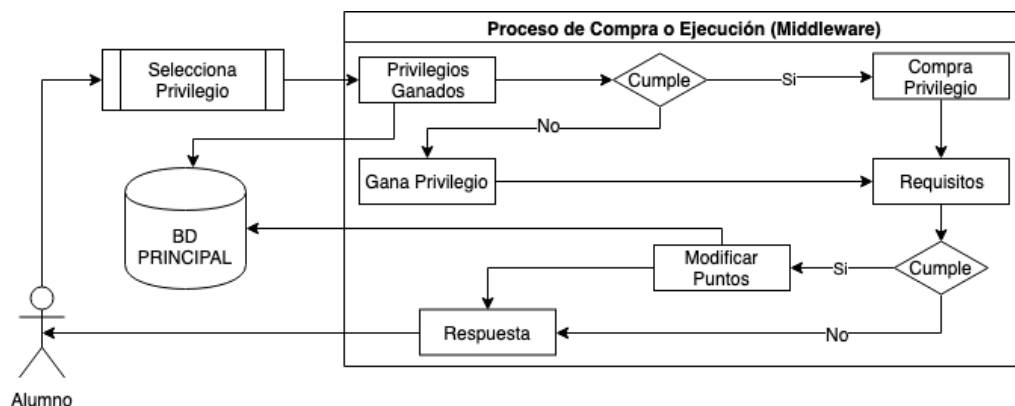 Proceso de Compra o Ejecución (Middleware)
Selecciona
Privilegio
Privilegios
Ganados
Cumple
Si
Compra
Privilegio
No
Gana Privilegio
Requisitos
BD
PRINCIPAL
Modificar
Puntos
Si
Cumple
Respuesta
No
Alumno